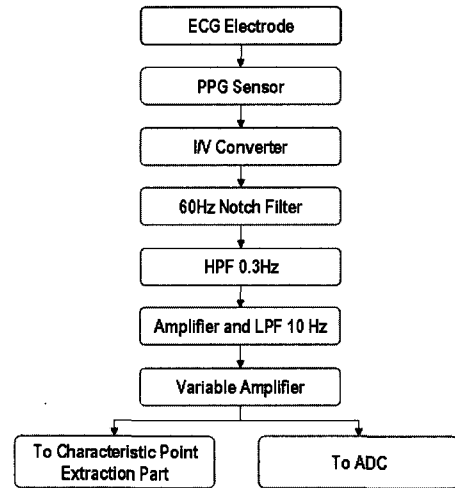 ECG Electrode
PPG Sensor
I/V Converter
60Hz Notch Filter
HPF 0.3Hz
Amplifier and LPF 10 Hz
Variable Amplifier
To Characteristic Point
Extraction Part
To ADC